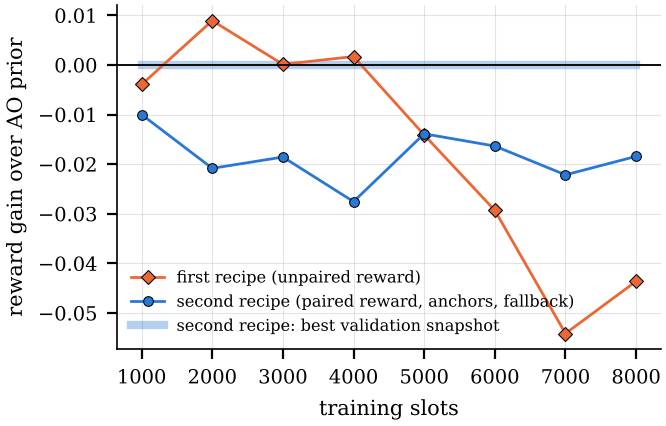 0.01
0.00
−0.01
−0.02
−0.03
−0.04
−0.05
reward gain over AO prior
first recipe (unpaired reward)
second recipe (paired reward, anchors, fallback)
second recipe: best validation snapshot
1000 2000 3000 4000 5000 6000 7000 8000
training slots